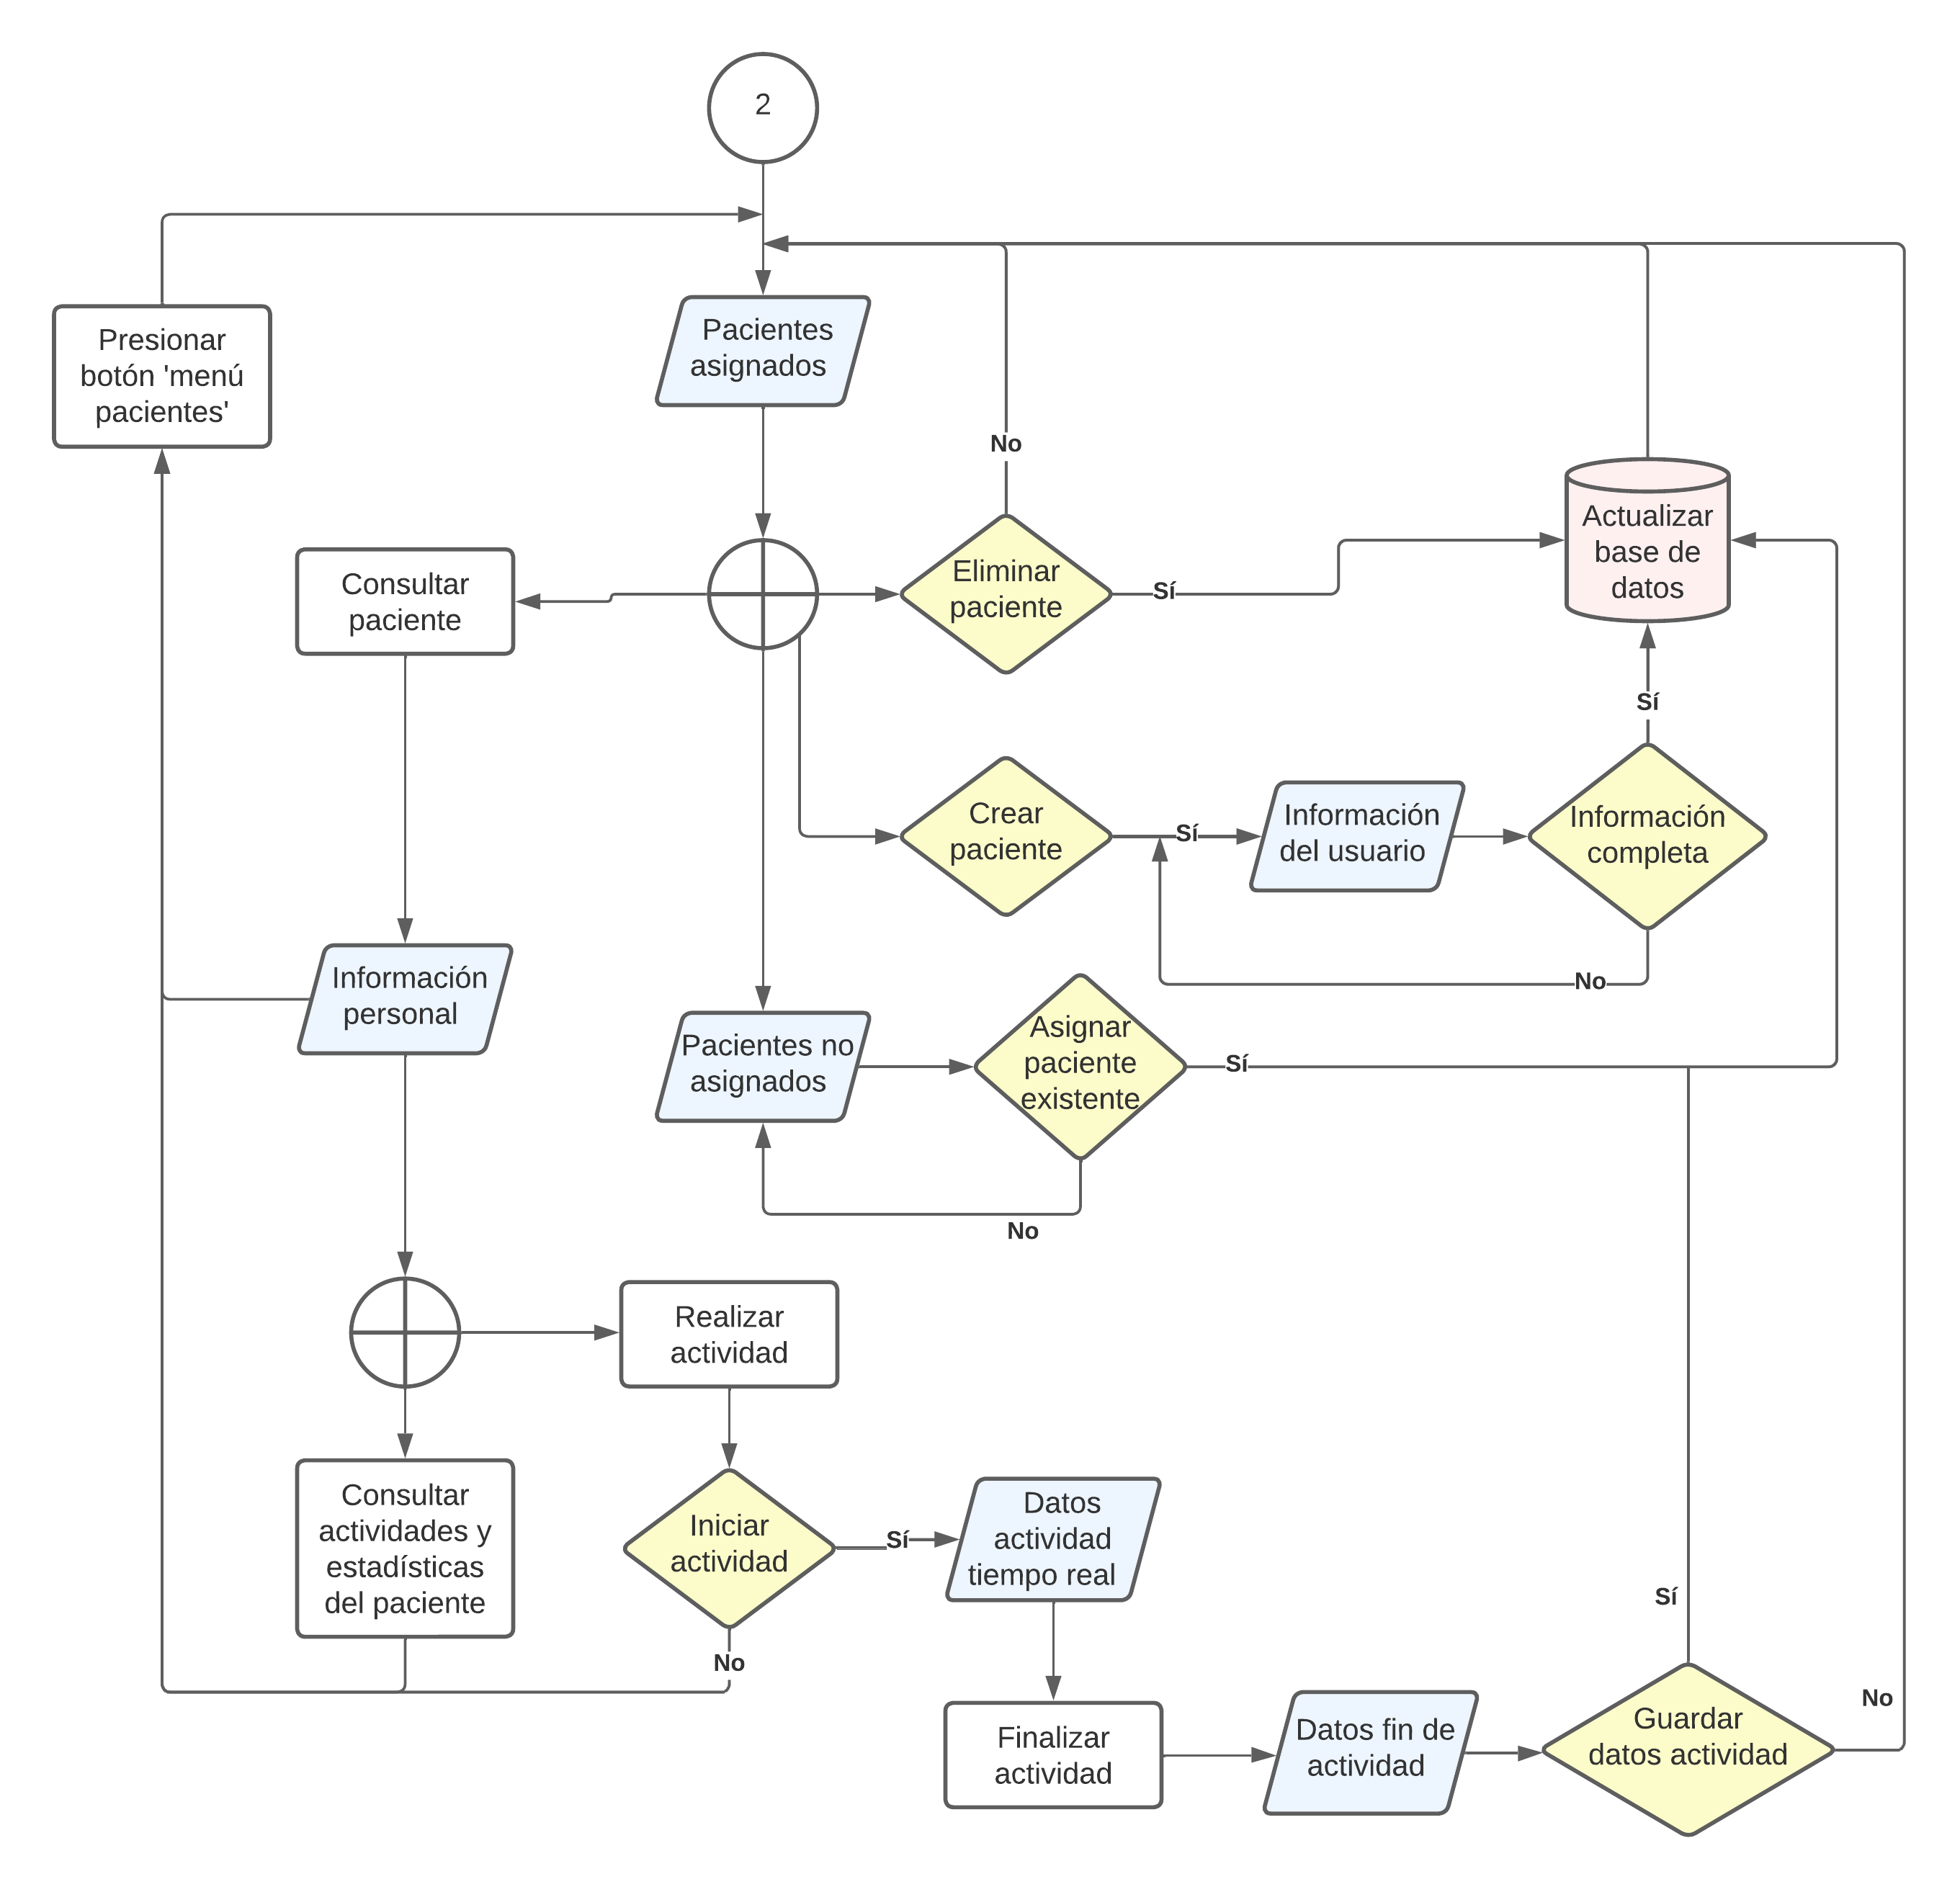 2
Presionar
botón 'menú
pacientes'
Pacientes
asignados
No
Actualizar
base de
datos
Consultar
paciente
Eliminar
paciente
Sí
Sí
Crear
paciente
Sí
Información
del usuario
Información
completa
No
Información
personal
Pacientes no
asignados
Asignar
paciente
existente
Sí
No
Realizar
actividad
Consultar
actividades y
estadísticas
del paciente
Iniciar
actividad
Sí
Datos
actividad
tiempo real
No
Sí
Finalizar
actividad
Datos fin de
actividad
Guardar
datos actividad
No